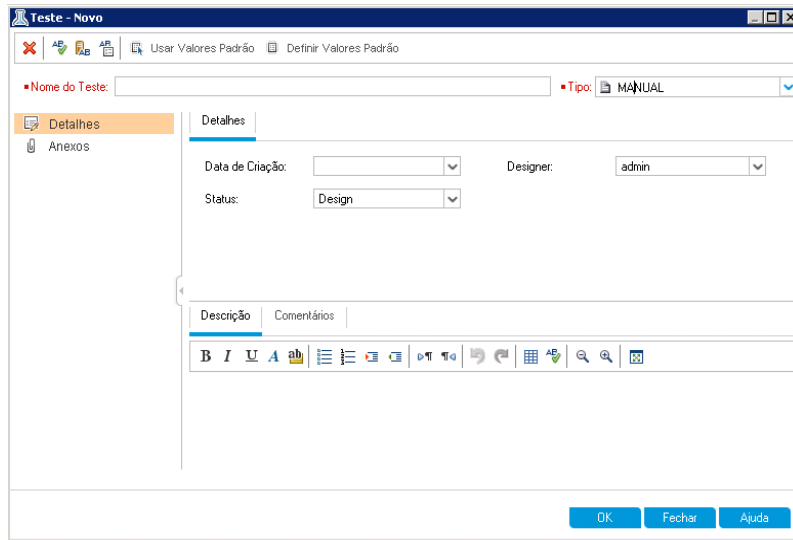 Teste - Novo
Usar Valores Padrão Definir Valores Padrão
Nome do Teste: Tipo: MANUAL
Detalhes
Anexos
Detalhes
Data de Criação: Designer: admin
Status: Design
Descrição Comentários
B I U A ab
OK Fechar Ajuda